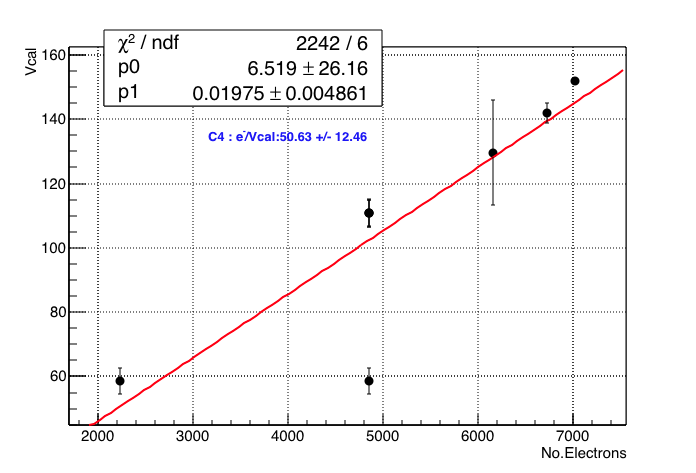 χ² / ndf 2242 / 6
p0 6.519 ± 26.16
p1 0.01975 ± 0.004861
C4 : e⁻/Vcal:50.63 +/- 12.46
Vcal
160
140
120
100
80
60
2000 3000 4000 5000 6000 7000
No.Electrons